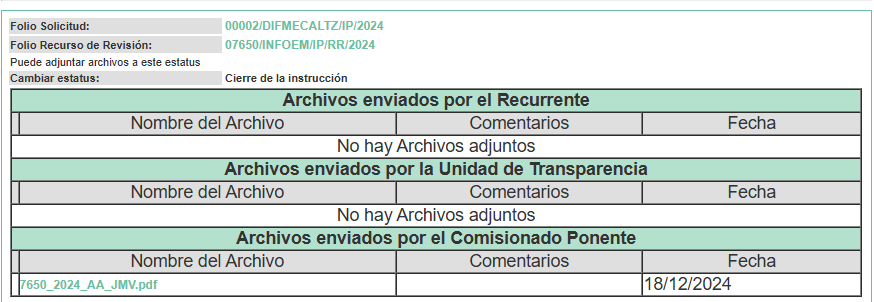 Folio Solicitud: 00002/DIFMECALTZ/IP/2024
Folio Recurso de Revisión: 07650/INFOEM/IP/RR/2024
Puede adjuntar archivos a este estatus
Cambiar estatus: Cierre de la instrucción
Archivos enviados por el Recurrente
Nombre del Archivo Comentarios Fecha
No hay Archivos adjuntos
Archivos enviados por la Unidad de Transparencia
Nombre del Archivo Comentarios Fecha
No hay Archivos adjuntos
Archivos enviados por el Comisionado Ponente
Nombre del Archivo Comentarios Fecha
7650_2024_AA_JMV.pdf 18/12/2024